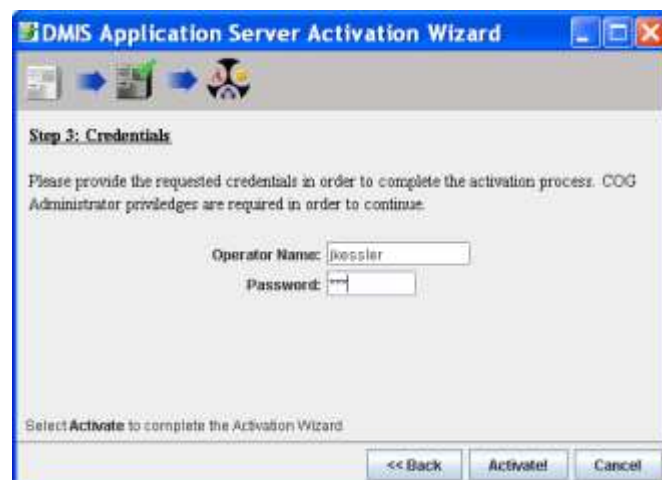 DMIS Application Server Activation Wizard
Step 3: Credentials
Please provide the requested credentials in order to complete the activation process. COG
Administrator priviledges are required in order to continue.
Operator Name: jkessler
Password: ***
Select Activate to complete the Activation Wizard
<< Back Activate! Cancel